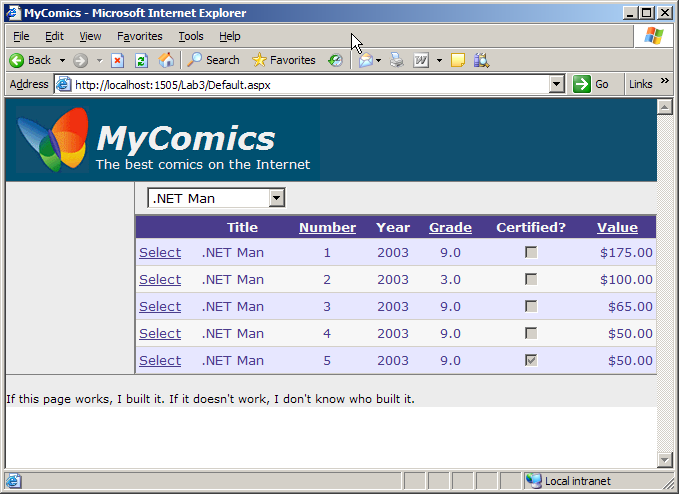 MyComics - Microsoft Internet Explorer
File Edit View Favorites Tools Help
Back Search Favorites W
Address http://localhost:1505/Lab3/Default.aspx Go Links »
MyComics
The best comics on the Internet
.NET Man
Title Number Year Grade Certified? Value
Select .NET Man 1 2003 9.0 $175.00
Select .NET Man 2 2003 3.0 $100.00
Select .NET Man 3 2003 9.0 $65.00
Select .NET Man 4 2003 9.0 $50.00
Select .NET Man 5 2003 9.0 $50.00
If this page works, I built it. If it doesn't work, I don't know who built it.
Local intranet